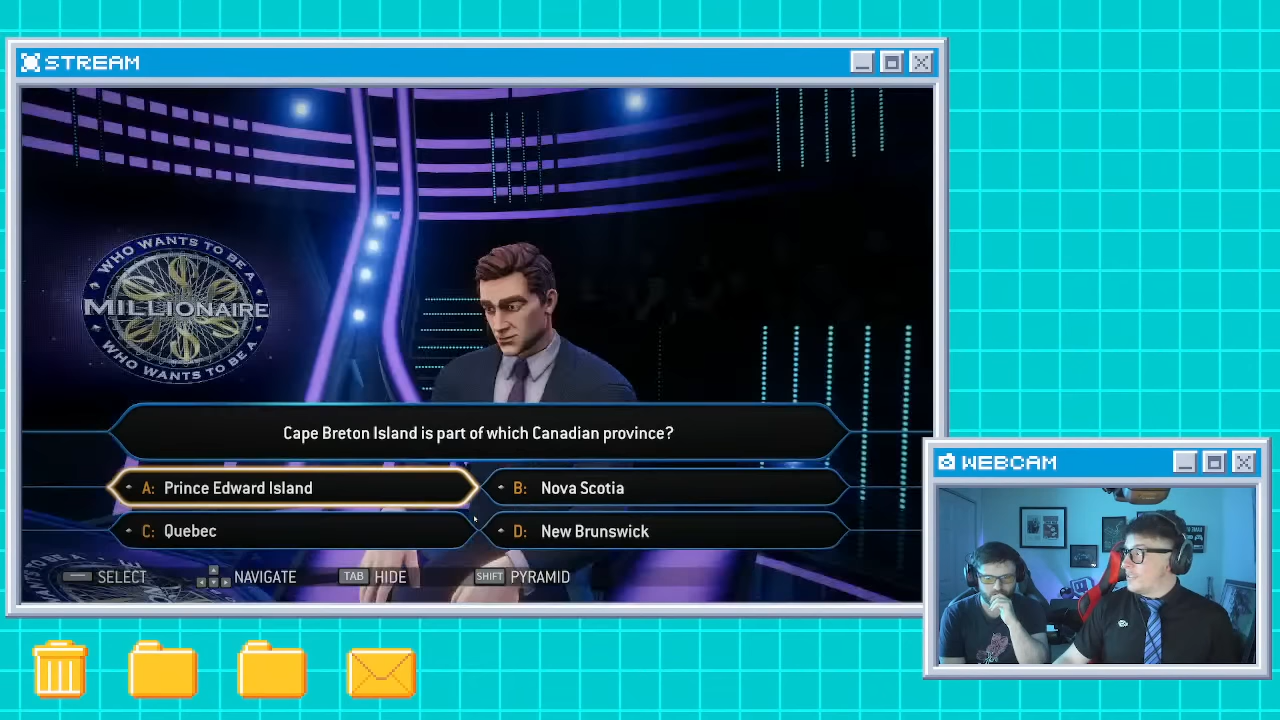 STREAM
WHO WANTS TO BE A
MILLIONAIRE
WHO WANTS TO BE A
Cape Breton Island is part of which Canadian province?
A: Prince Edward Island
B: Nova Scotia
C: Quebec
D: New Brunswick
SELECT
NAVIGATE
TAB HIDE
SHIFT PYRAMID
WEBCAM